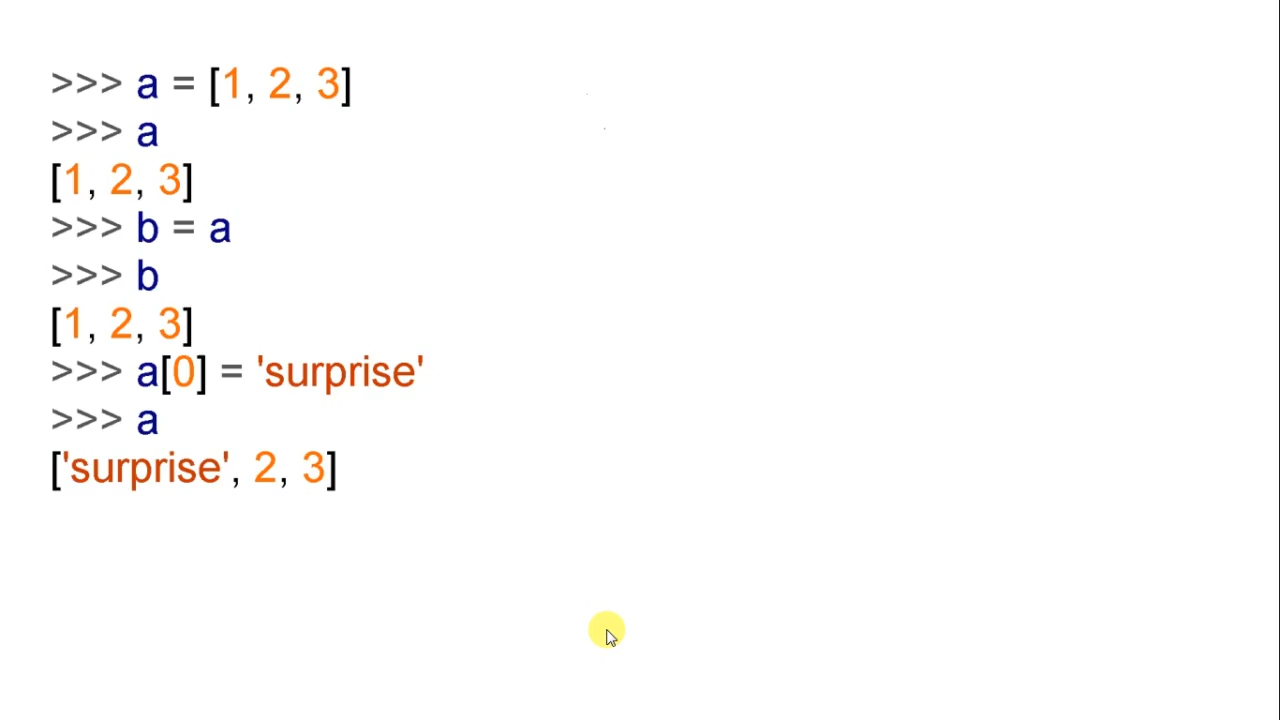 >>> a = [1, 2, 3]
>>> a
[1, 2, 3]
>>> b = a
>>> b
[1, 2, 3]
>>> a[0] = 'surprise'
>>> a
['surprise', 2, 3]